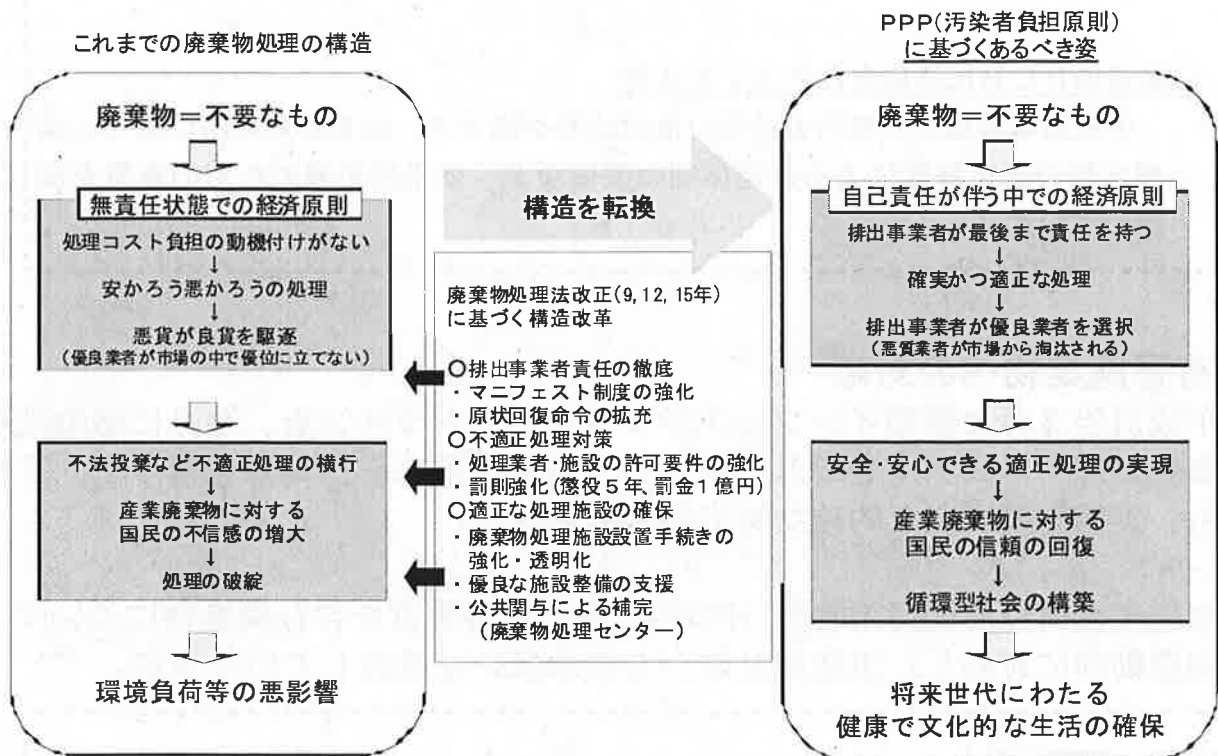 これまでの廃棄物処理の構造
廃棄物＝不要なもの
無責任状態での経済原則
処理コスト負担の動機付けがない
↓
安かろう悪かろうの処理
↓
悪貨が良貨を駆逐
(優良業者が市場の中で優位に立てない)
不法投棄など不適正処理の横行
↓
産業廃棄物に対する
国民の不信感の増大
↓
処理の破綻
環境負荷等の悪影響
構造を転換
廃棄物処理法改正(9,12,15年)
に基づく構造改革
○排出事業者責任の徹底
・マニフェスト制度の強化
・原状回復命令の拡充
○不適正処理対策
・処理業者・施設の許可要件の強化
・罰則強化(懲役５年、罰金１億円)
○適正な処理施設の確保
・廃棄物処理施設設置手続きの
強化・透明化
・優良な施設整備の支援
・公共関与による補完
（廃棄物処理センター）
PPP(汚染者負担原則)
に基づくあるべき姿
廃棄物＝不要なもの
自己責任が伴う中での経済原則
排出事業者が最後まで責任を持つ
↓
確実かつ適正な処理
↓
排出事業者が優良業者を選択
(悪質業者が市場から淘汰される)
安全・安心できる適正処理の実現
↓
産業廃棄物に対する
国民の信頼の回復
↓
循環型社会の構築
将来世代にわたる
健康で文化的な生活の確保